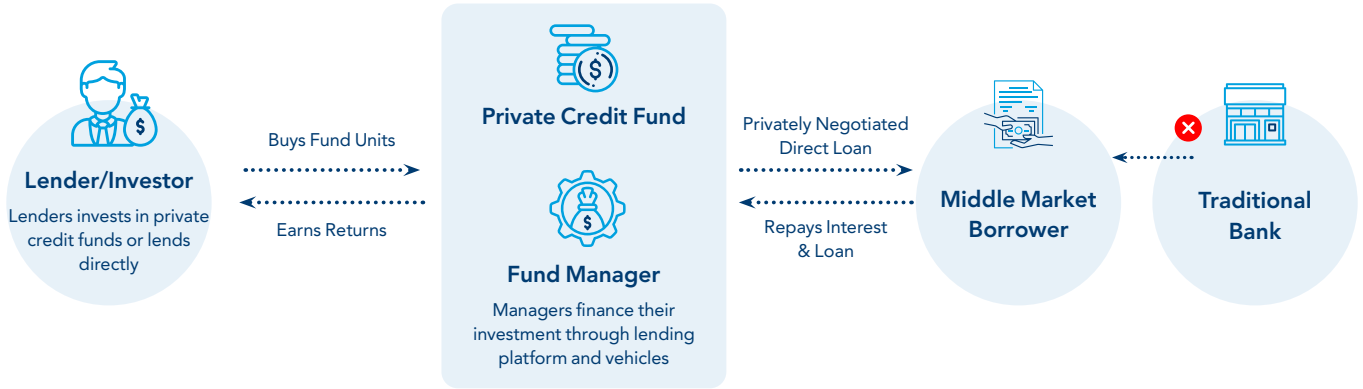 Lender/Investor
Lenders invests in private
credit funds or lends
directly
Buys Fund Units
Earns Returns
$
Private Credit Fund
$
Fund Manager
Managers finance their
investment through lending
platform and vehicles
$
Privately Negotiated
Direct Loan
Repays Interest
& Loan
Middle Market
Borrower
Traditional
Bank